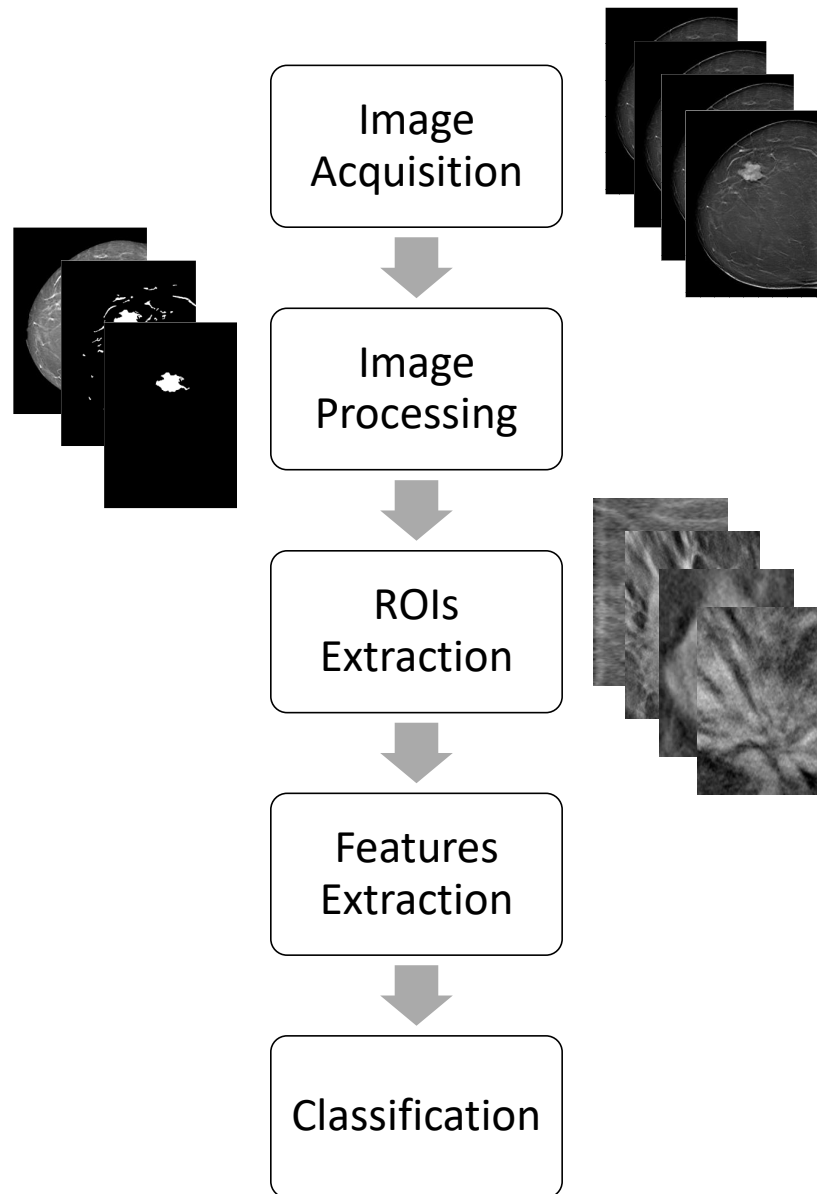 Image
Acquisition
Image
Processing
ROIs
Extraction
Features
Extraction
Classification